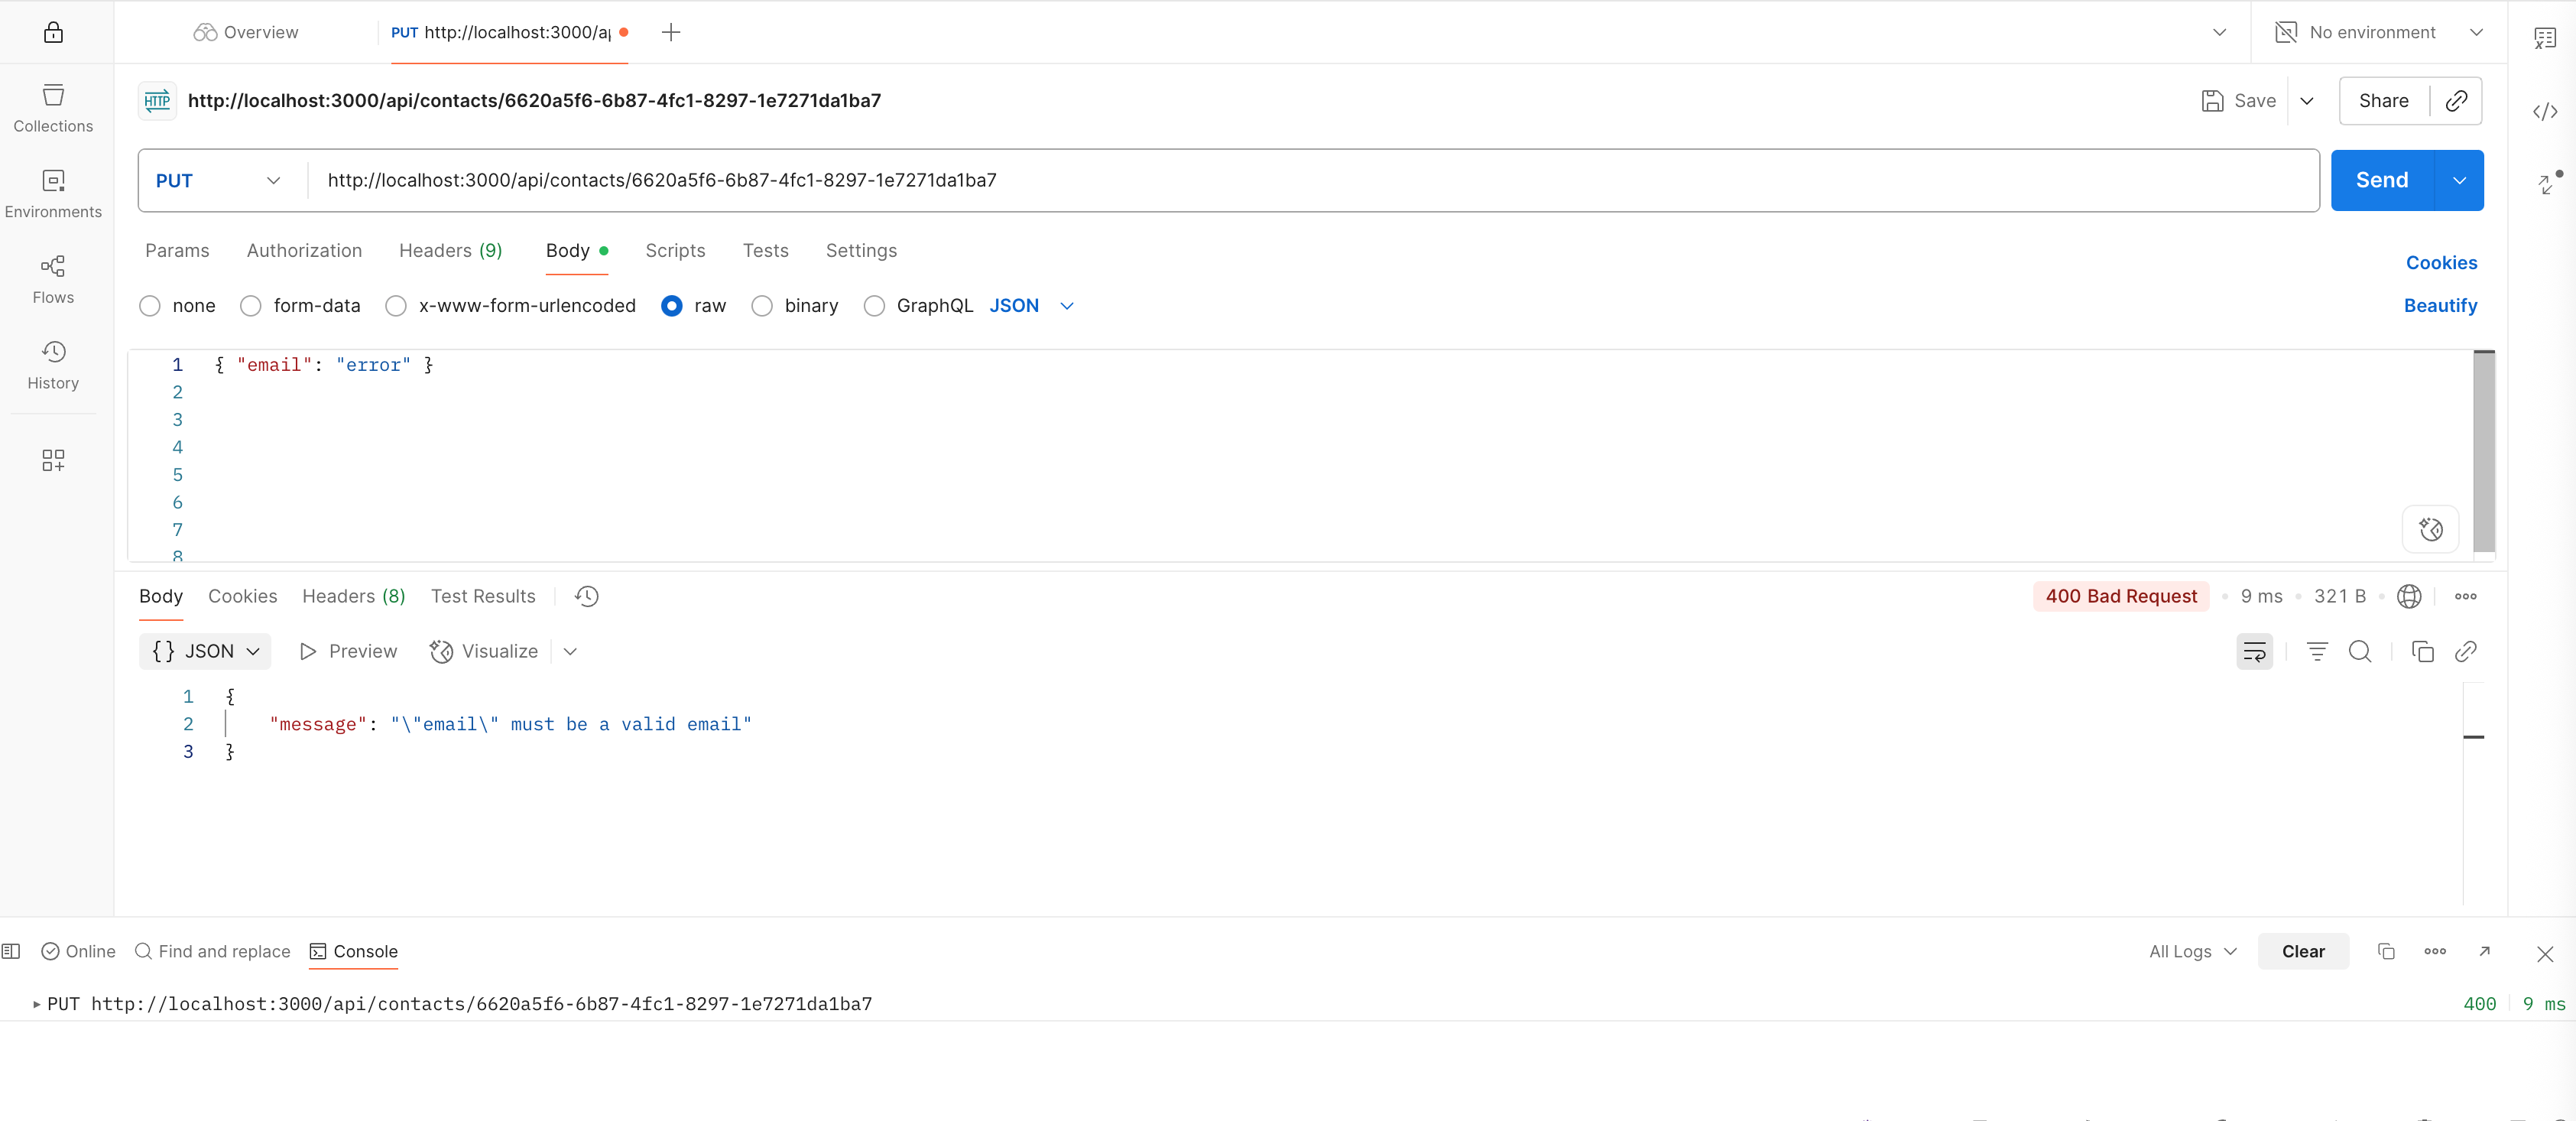 Overview
PUT http://localhost:3000/a
No environment
HTTP http://localhost:3000/api/contacts/6620a5f6-6b87-4fc1-8297-1e7271da1ba7
Save
Share
Collections
Environments
Flows
History
PUT http://localhost:3000/api/contacts/6620a5f6-6b87-4fc1-8297-1e7271da1ba7
Send
Params Authorization Headers (9) Body Scripts Tests Settings
Cookies
none form-data x-www-form-urlencoded raw binary GraphQL JSON
Beautify
1 { "email": "error" }
2
3
4
5
6
7
8
Body Cookies Headers (8) Test Results
400 Bad Request • 9 ms • 321 B •
{} JSON Preview Visualize
1 {
2 "message": "\"email\" must be a valid email"
3 }
Online Find and replace Console
All Logs Clear
PUT http://localhost:3000/api/contacts/6620a5f6-6b87-4fc1-8297-1e7271da1ba7
400 9 ms